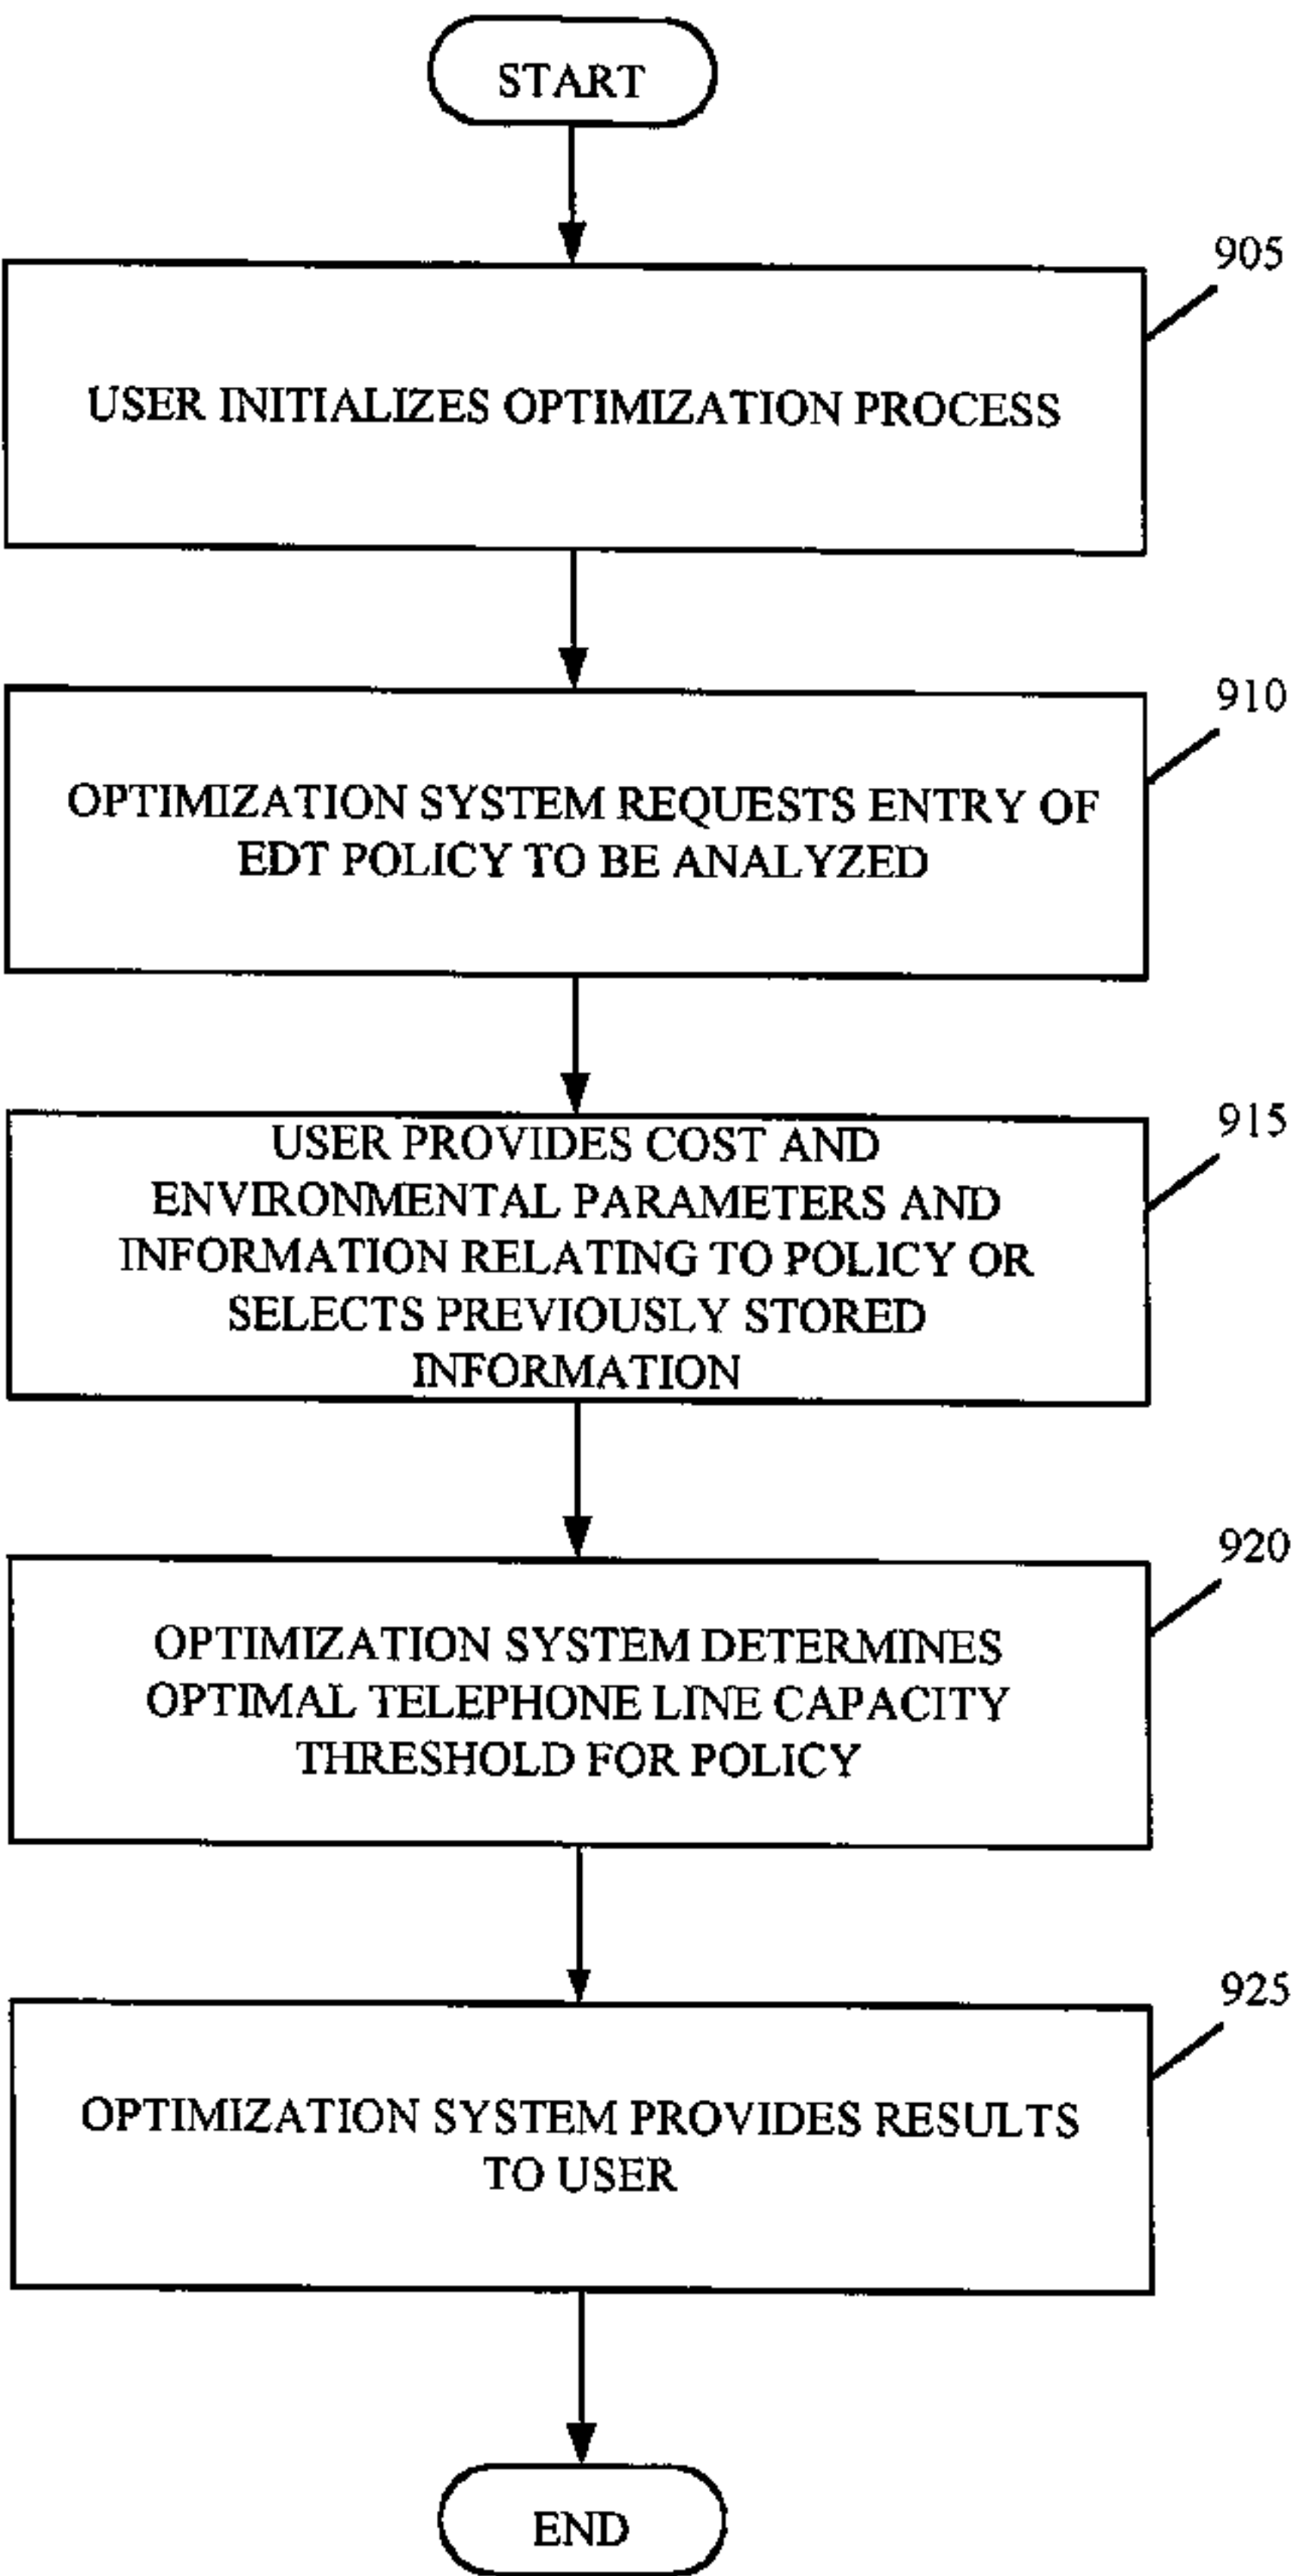 START
905
USER INITIALIZES OPTIMIZATION PROCESS
910
OPTIMIZATION SYSTEM REQUESTS ENTRY OF
EDT POLICY TO BE ANALYZED
915
USER PROVIDES COST AND
ENVIRONMENTAL PARAMETERS AND
INFORMATION RELATING TO POLICY OR
SELECTS PREVIOUSLY STORED
INFORMATION
920
OPTIMIZATION SYSTEM DETERMINES
OPTIMAL TELEPHONE LINE CAPACITY
THRESHOLD FOR POLICY
925
OPTIMIZATION SYSTEM PROVIDES RESULTS
TO USER
END